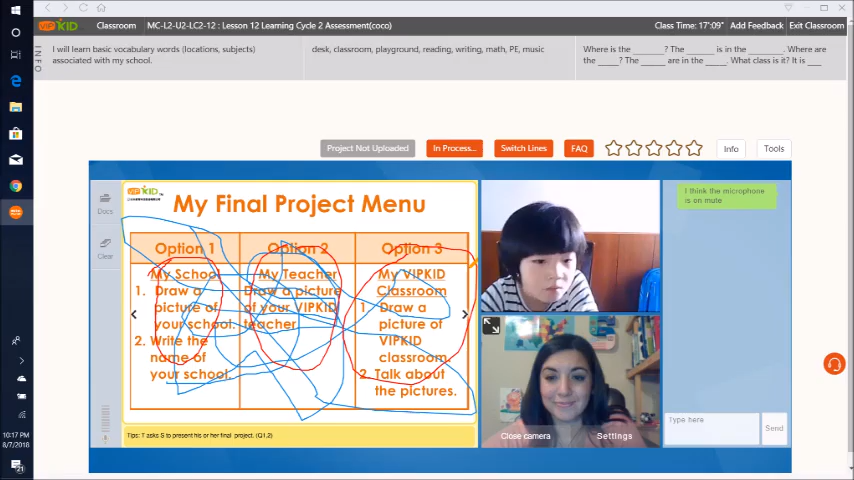 VIPKID
Classroom
MC-L2-U2-LC2-12 : Lesson 12 Learning Cycle 2 Assessment(coco)
Class Time: 17'09"
Add Feedback
Exit Classroom
INFO
I will learn basic vocabulary words (locations, subjects)
associated with my school.
desk, classroom, playground, reading, writing, math, PE, music
Where is the _______? The ______ is in the ________. Where are
the _____? The ______ are in the _____. What class is it? It is ____
Project Not Uploaded
In Process...
Switch Lines
FAQ
Info
Tools
Docs
Clear
VIPKID
My Final Project Menu
Option 1
My School
1. Draw a
picture of
your school.
2. Write the
name of
your school.
Option 2
My Teacher
Draw a picture
of your VIPKID
teacher
Option 3
My VIPKID
Classroom
1. Draw a
picture of
VIPKID
classroom.
2. Talk about
the pictures.
Tips: T asks S to present his or her final project. (Q1.2)
Close camera
Settings
I think the microphone
is on mute
Type here
Send
10:17 PM
8/7/2018
21